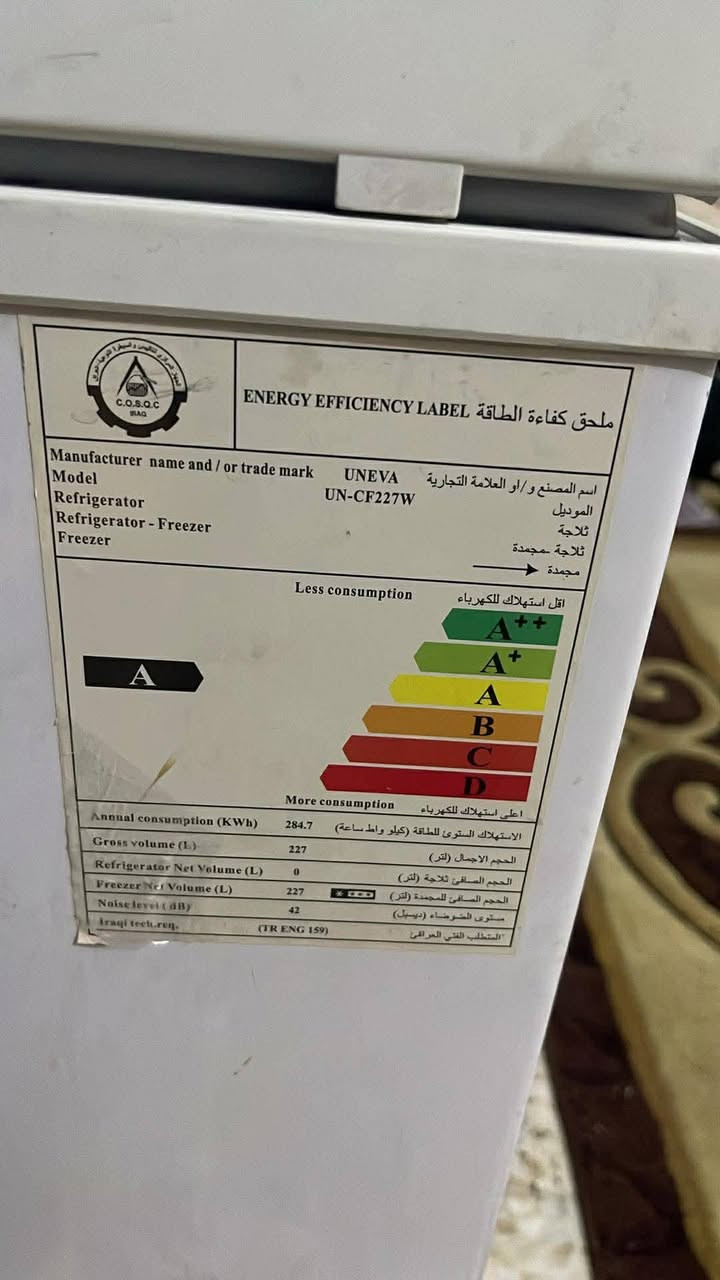 C.O.S.Q.C
IRAQ
ENERGY EFFICIENCY LABEL ملحق كفاءة الطاقة
Manufacturer name and / or trade mark UNEVA اسم المصنع و/او العلامة التجارية
Model UN-CF227W الموديل
Refrigerator ثلاجة
Refrigerator - Freezer ثلاجة -مجمدة
Freezer مجمدة
Less consumption اقل استهلاك للكهرباء
A++
A+
A
A
B
C
D
More consumption اعلى استهلاك للكهرباء
Annual consumption (KWh) 284.7 الاستهلاك السنوي للطاقة (كيلو واط ساعة)
Gross volume (L) 227 الحجم الاجمال (لتر)
Refrigerator Net Volume (L) 0 الحجم الصافي ثلاجة (لتر)
Freezer Net Volume (L) 227 الحجم الصافي للمجمدة (لتر)
Noise level ( dB) 42 مستوى الضوضاء (ديسبل)
Iraqi tech.req. (TR ENG 159) المتطلب الفني العراقي